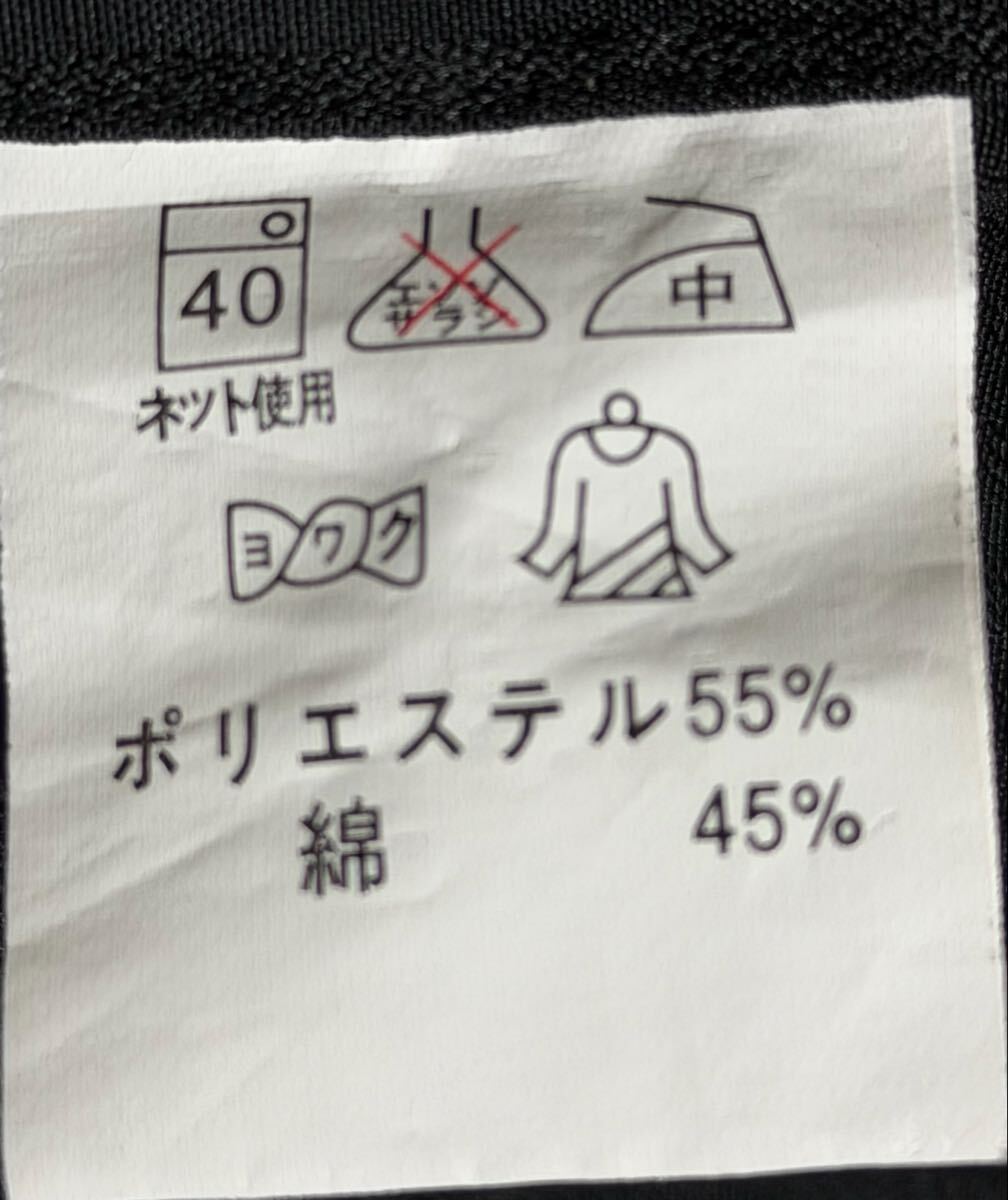 40
エンソ
サラシ
中
ネット使用
ヨワク
ポリエステル55%
綿 45%